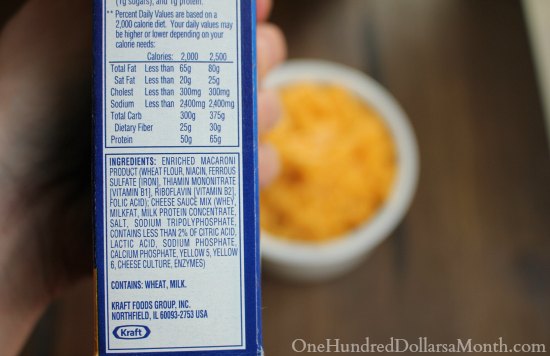 (1g sugars), and 1g protein.
** Percent Daily Values are based on a
2,000 calorie diet. Your daily values may
be higher or lower depending on your
calorie needs:
Calories: 2,000 2,500
Total Fat Less than 65g 80g
Sat Fat Less than 20g 25g
Cholest Less than 300mg 300mg
Sodium Less than 2,400mg 2,400mg
Total Carb 300g 375g
Dietary Fiber 25g 30g
Protein 50g 65g
INGREDIENTS: ENRICHED MACARONI
PRODUCT (WHEAT FLOUR, NIACIN, FERROUS
SULFATE [IRON], THIAMIN MONONITRATE
[VITAMIN B1], RIBOFLAVIN [VITAMIN B2],
FOLIC ACID); CHEESE SAUCE MIX (WHEY,
MILKFAT, MILK PROTEIN CONCENTRATE,
SALT, SODIUM TRIPOLYPHOSPHATE,
CONTAINS LESS THAN 2% OF CITRIC ACID,
LACTIC ACID, SODIUM PHOSPHATE,
CALCIUM PHOSPHATE, YELLOW 5, YELLOW
6, CHEESE CULTURE, ENZYMES)
CONTAINS: WHEAT, MILK.
KRAFT FOODS GROUP, INC.
NORTHFIELD, IL 60093-2753 USA
Kraft
OneHundredDollarsaMonth.com